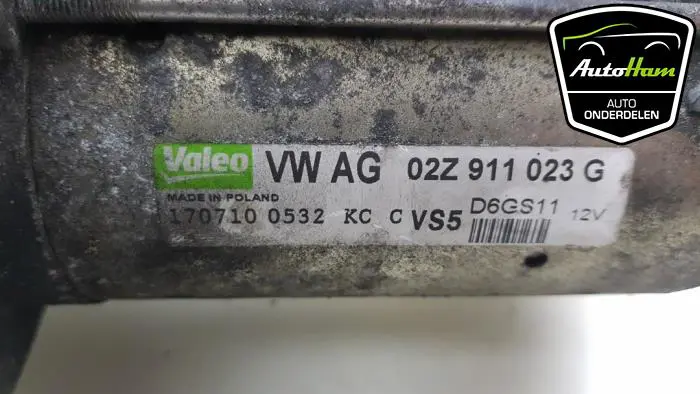 AutoHam
AUTO
ONDERDELEN
Valeo VW AG 02Z 911 023 G
MADE IN POLAND
170710 0532 KC C VS5 D6GS11 12V